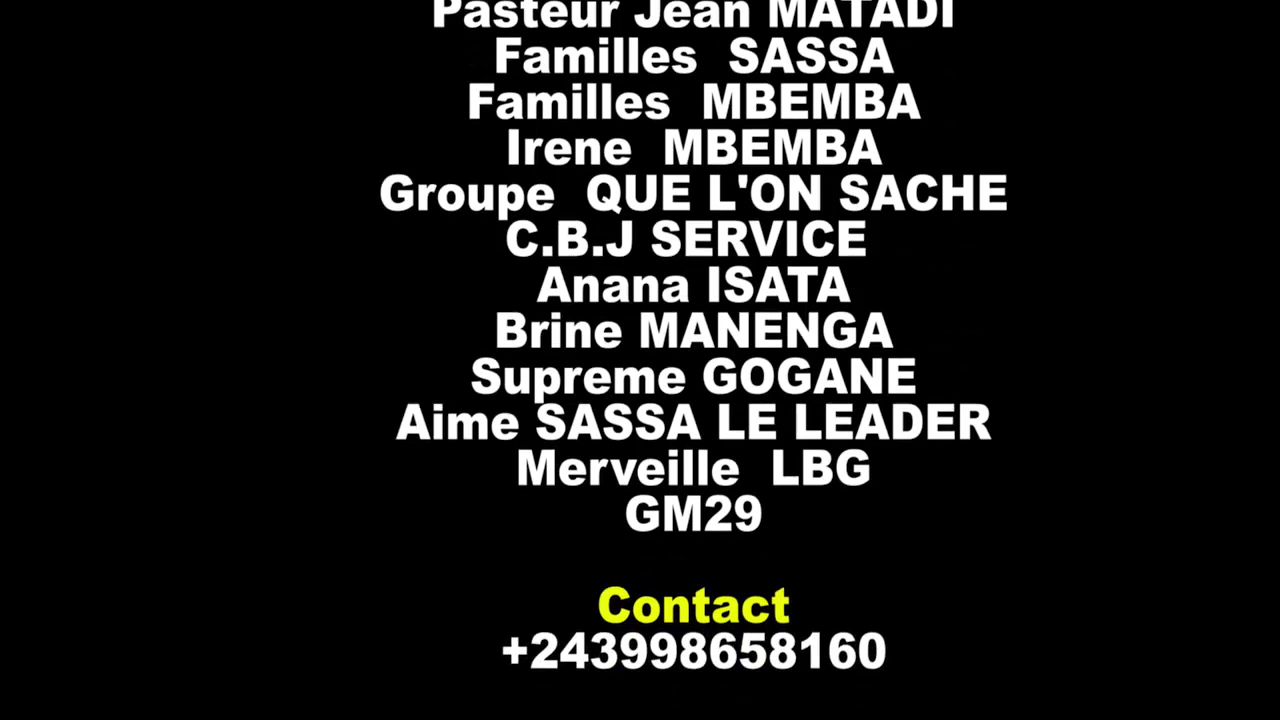 Pasteur Jean MATADI
Familles SASSA
Familles MBEMBA
Irene MBEMBA
Groupe QUE L'ON SACHE
C.B.J SERVICE
Anana ISATA
Brine MANENGA
Supreme GOGANE
Aime SASSA LE LEADER
Merveille LBG
GM29
Contact
+243998658160